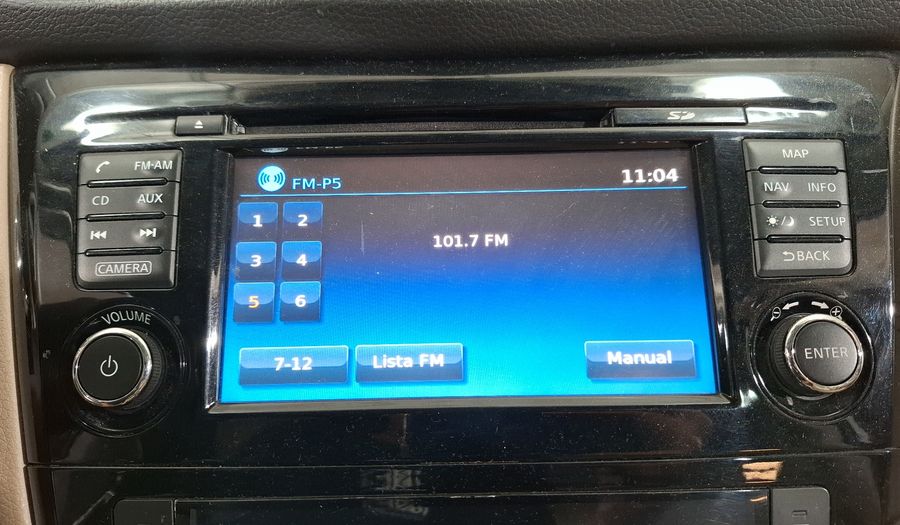 SD
FM·AM
CD AUX
CAMERA
VOLUME
FM-P5 11:04
1 2
101.7 FM
3 4
5 6
7-12 Lista FM Manual
MAP
NAV INFO
SETUP
BACK
ENTER